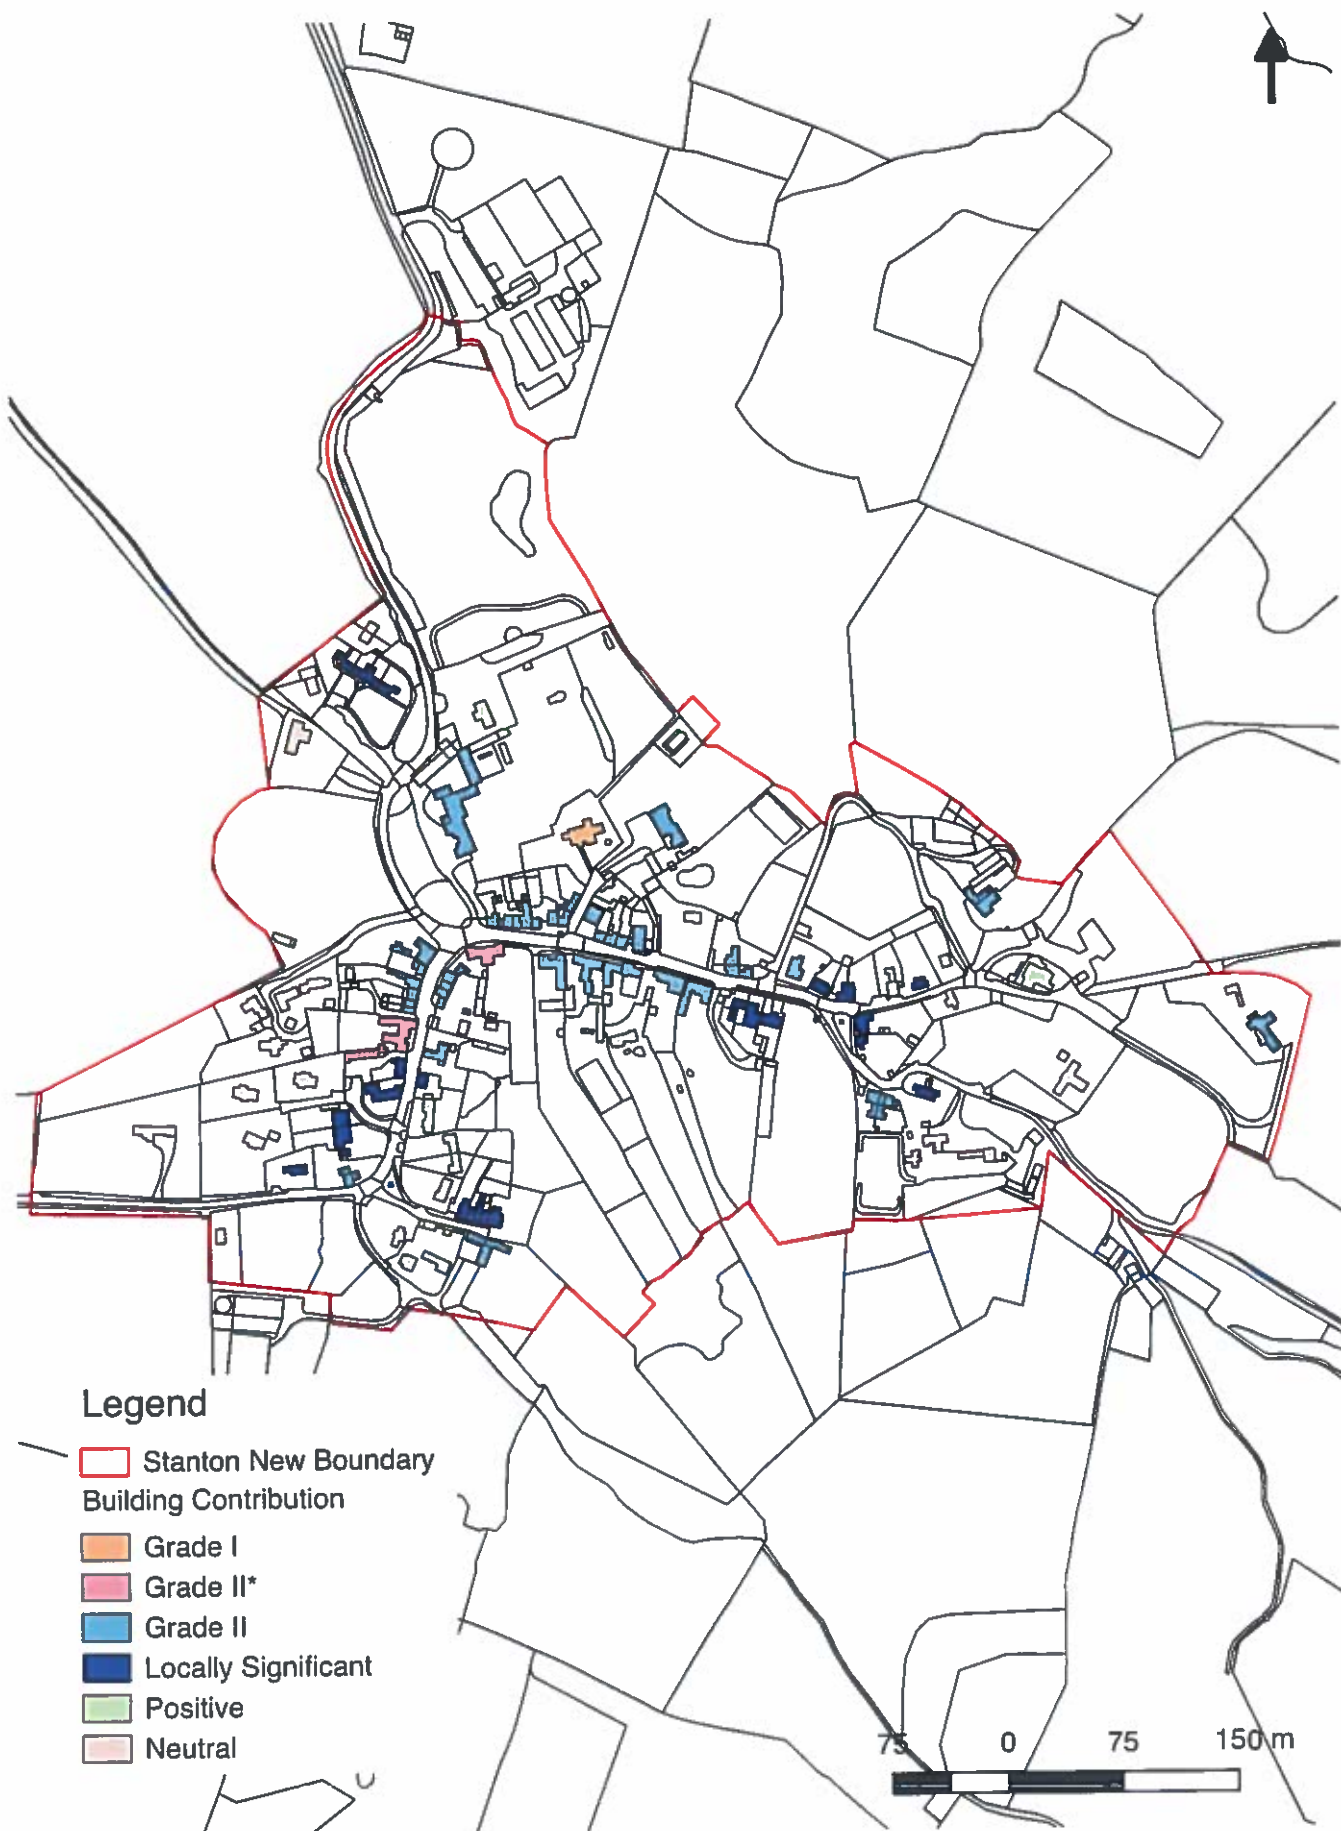 Legend
Stanton New Boundary
Building Contribution
Grade I
Grade II*
Grade II
Locally Significant
Positive
Neutral
75 0 75 150 m